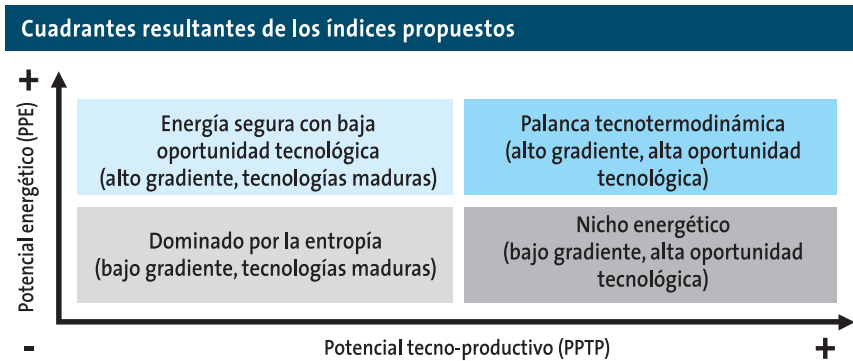 Cuadrantes resultantes de los índices propuestos
+
Potencial energético (PPE)
Energía segura con baja
oportunidad tecnológica
(alto gradiente, tecnologías maduras)
Palanca tecnotermodinámica
(alto gradiente, alta oportunidad
tecnológica)
Dominado por la entropía
(bajo gradiente, tecnologías maduras)
Nicho energético
(bajo gradiente, alta oportunidad
tecnológica)
-
Potencial tecno-productivo (PPTP)
+